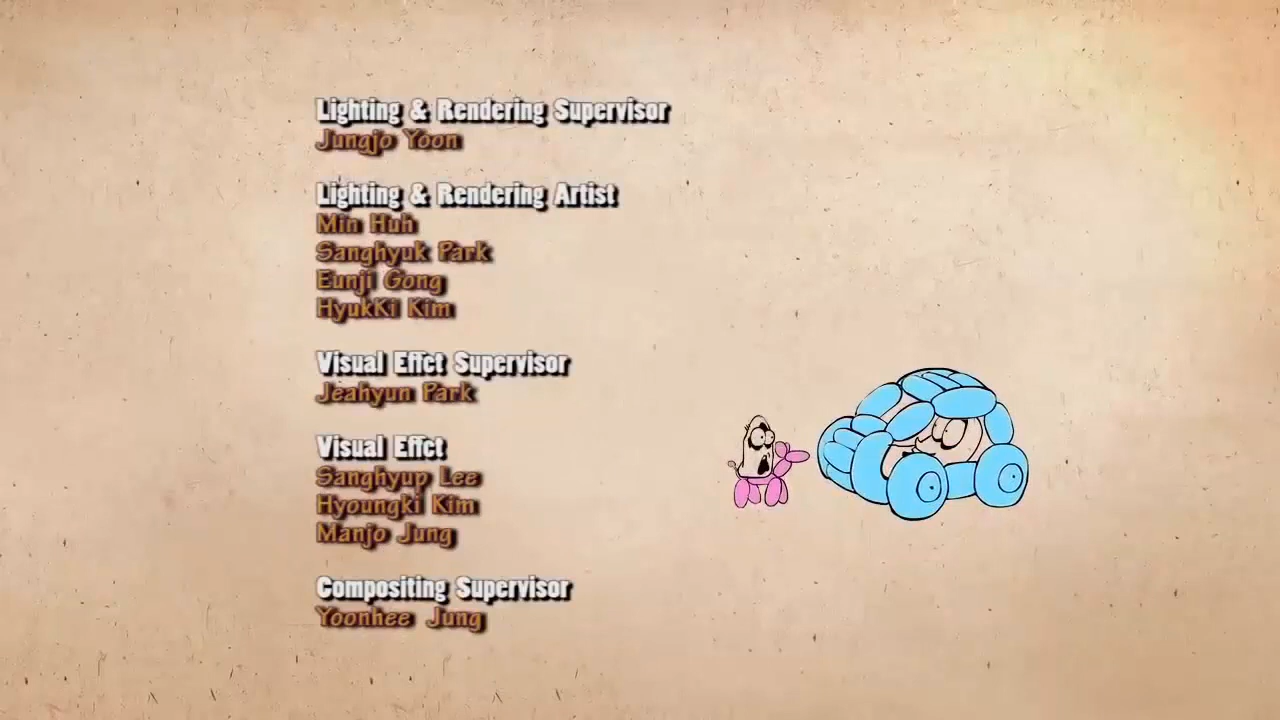 Lighting & Rendering Supervisor
Jungjo Yoon
Lighting & Rendering Artist
Min Huh
Sanghyuk Park
Eunji Gong
HyukKi Kim
Visual Effct Supervisor
Jeahyun Park
Visual Effct
Sanghyup Lee
Hyoungki Kim
Manjo Jung
Compositing Supervisor
Yoonhee Jung